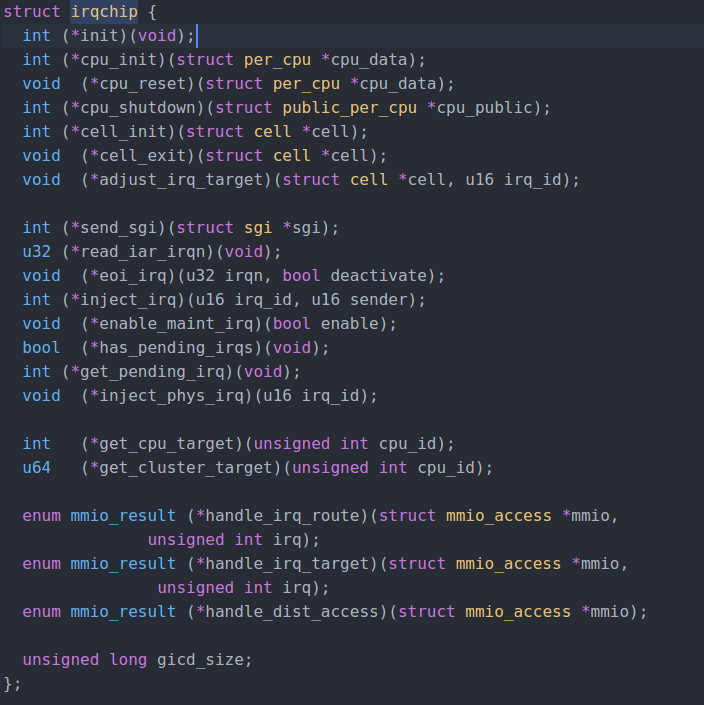 struct irqchip {
  int (*init)(void);
  int (*cpu_init)(struct per_cpu *cpu_data);
  void  (*cpu_reset)(struct per_cpu *cpu_data);
  int (*cpu_shutdown)(struct public_per_cpu *cpu_public);
  int (*cell_init)(struct cell *cell);
  void  (*cell_exit)(struct cell *cell);
  void  (*adjust_irq_target)(struct cell *cell, u16 irq_id);

  int (*send_sgi)(struct sgi *sgi);
  u32 (*read_iar_irqn)(void);
  void  (*eoi_irq)(u32 irqn, bool deactivate);
  int (*inject_irq)(u16 irq_id, u16 sender);
  void  (*enable_maint_irq)(bool enable);
  bool  (*has_pending_irqs)(void);
  int (*get_pending_irq)(void);
  void  (*inject_phys_irq)(u16 irq_id);

  int   (*get_cpu_target)(unsigned int cpu_id);
  u64   (*get_cluster_target)(unsigned int cpu_id);

  enum mmio_result (*handle_irq_route)(struct mmio_access *mmio,
               unsigned int irq);
  enum mmio_result (*handle_irq_target)(struct mmio_access *mmio,
                unsigned int irq);
  enum mmio_result (*handle_dist_access)(struct mmio_access *mmio);

  unsigned long gicd_size;
};